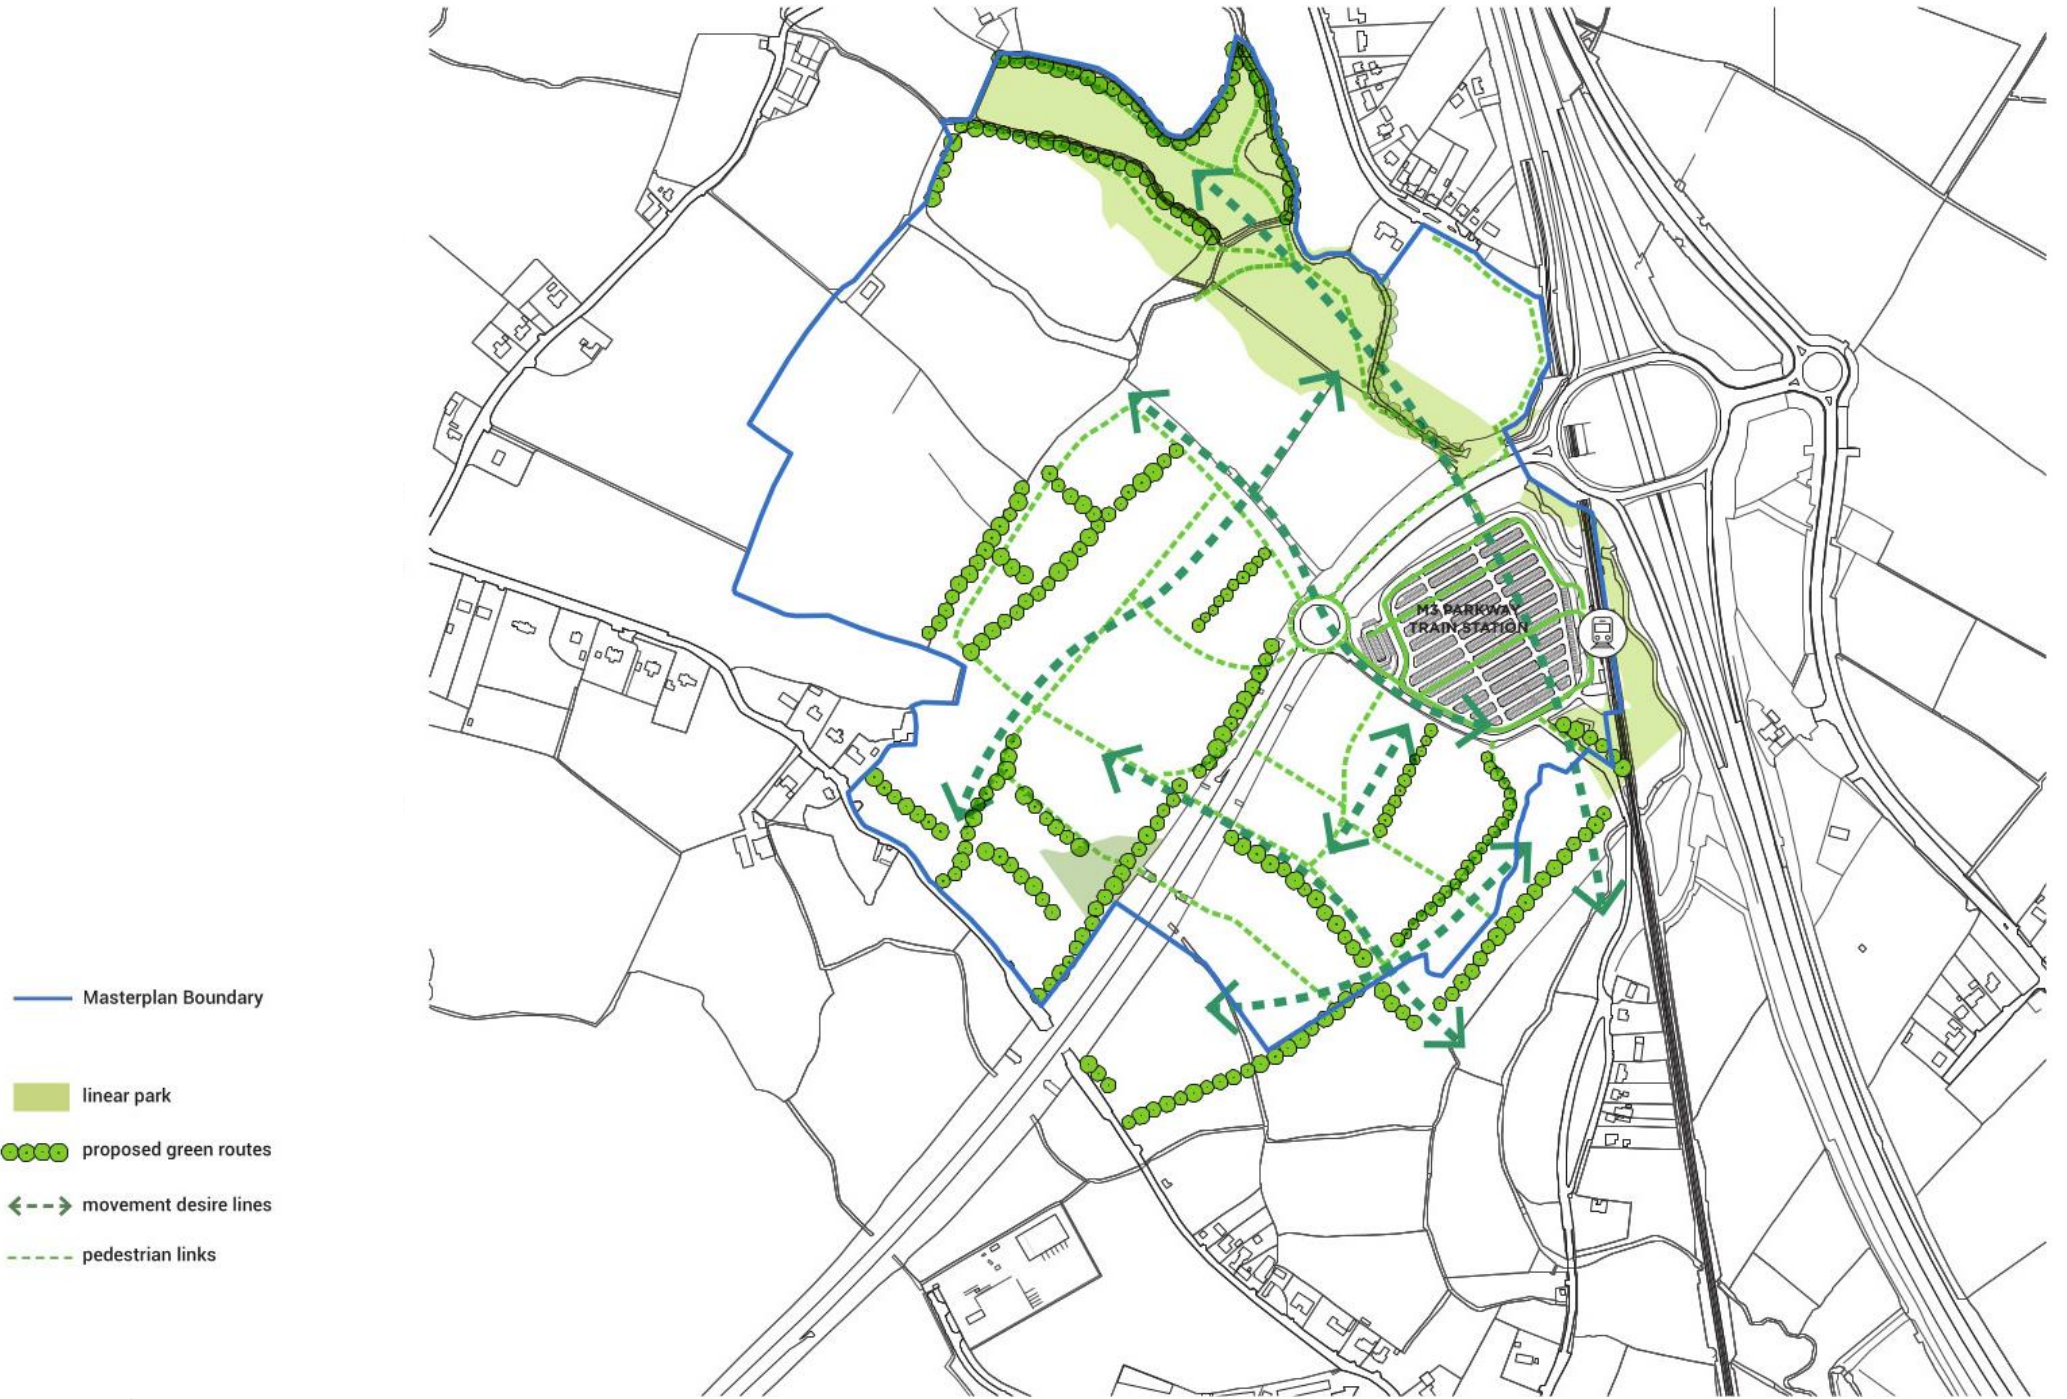 M3 PARKWAY
TRAIN STATION
Masterplan Boundary
linear park
proposed green routes
movement desire lines
pedestrian links